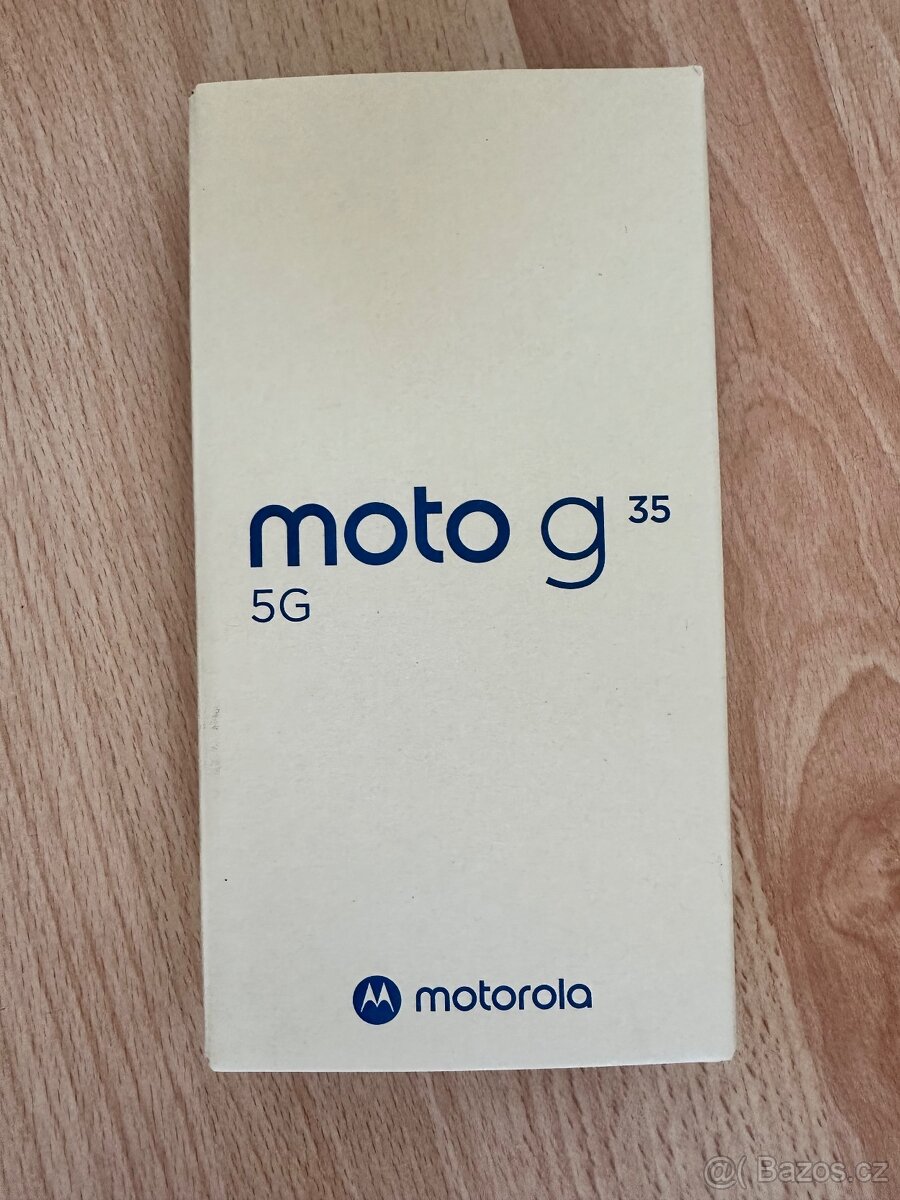 moto g 35
5G
motorola
@( Bazos.cz